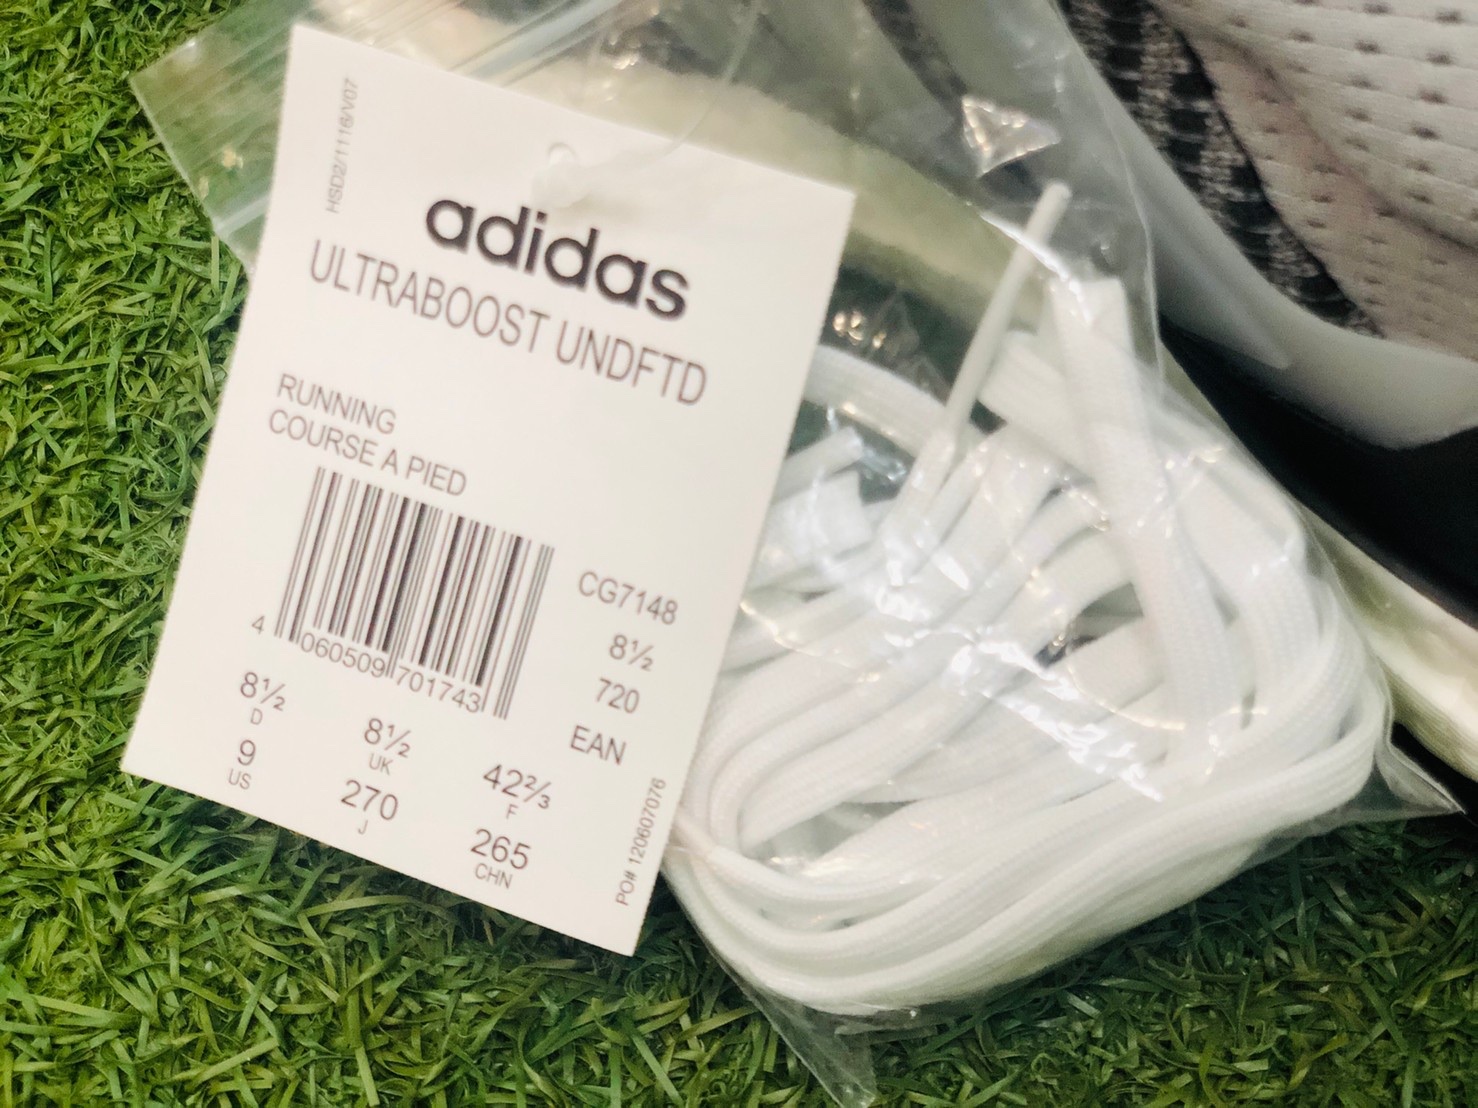 HSD2/1116/V07
adidas
ULTRABOOST UNDFTD
RUNNING
COURSE A PIED
CG7148
8½
720
EAN
4 060509 701743
8½ 8½ 42⅔
D UK F
9 270 265
US J CHN
PO# 120607076